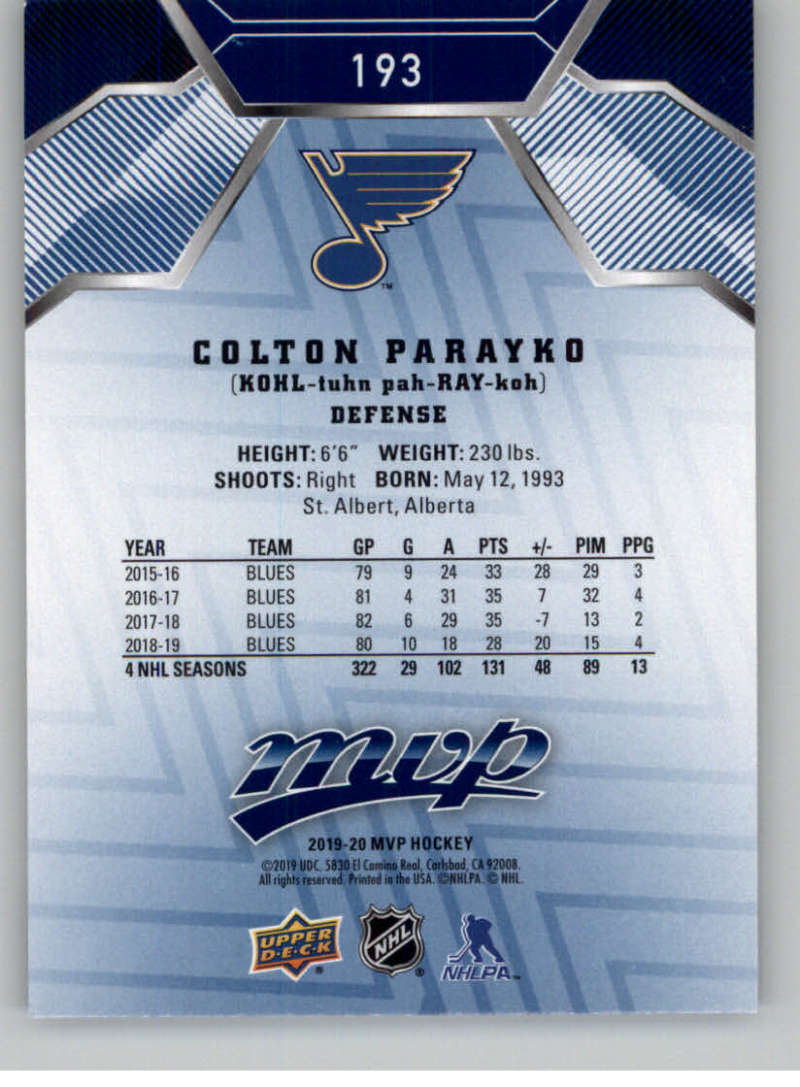 193
TM
COLTON PARAYKO
(KOHL-tuhn pah-RAY-koh)
DEFENSE
HEIGHT: 6'6" WEIGHT: 230 lbs.
SHOOTS: Right BORN: May 12, 1993
St. Albert, Alberta
YEAR TEAM GP G A PTS +/- PIM PPG
2015-16 BLUES 79 9 24 33 28 29 3
2016-17 BLUES 81 4 31 35 7 32 4
2017-18 BLUES 82 6 29 35 -7 13 2
2018-19 BLUES 80 10 18 28 20 15 4
4 NHL SEASONS 322 29 102 131 48 89 13
mvp
2019-20 MVP HOCKEY
©2019 UDC, 5830 El Camino Real, Carlsbad, CA 92008.
All rights reserved. Printed in the USA. ©NHLPA. © NHL.
UPPER D·E·C·K ® NHL ® NHLPA™